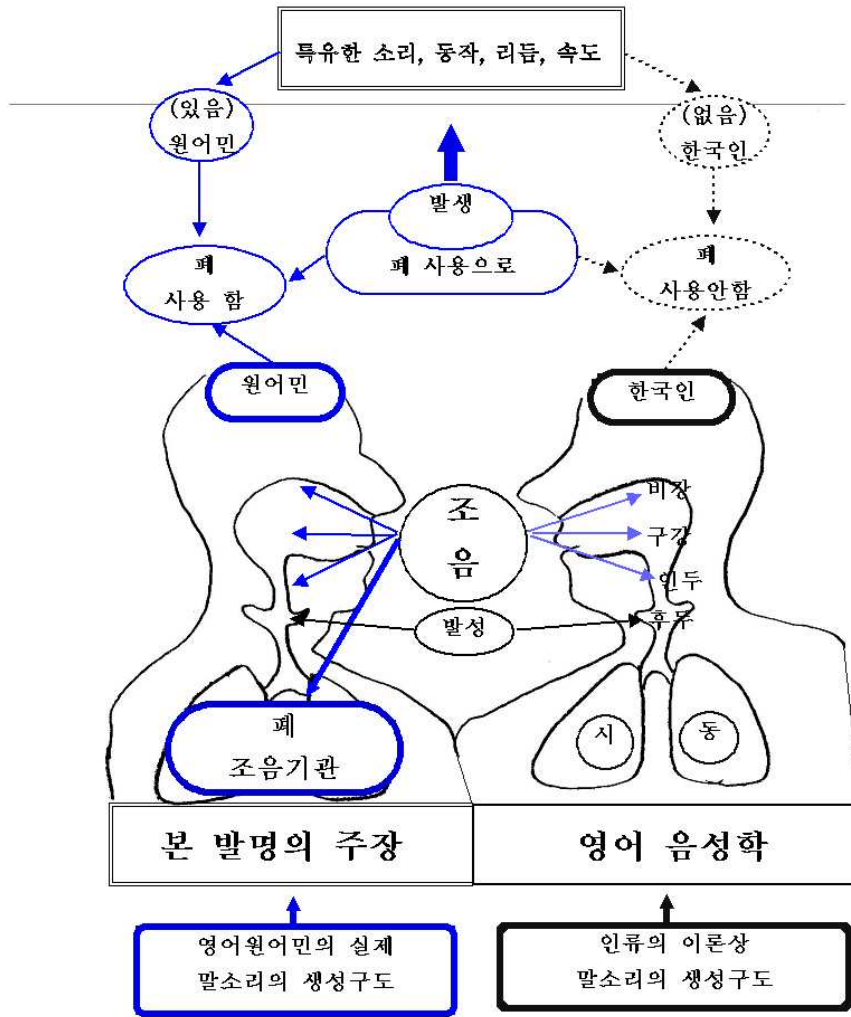 특유한 소리, 동작, 리듬, 속도
(있음)
원어민
(없음)
한국인
발생
폐 사용으로
폐
사용 함
폐
사용안함
원어민
한국인
조
음
비강
구강
인두
후두
발성
폐
조음기관
시
동
본 발명의 주장
영어 음성학
영어원어민의 실제
말소리의 생성구도
인류의 이론상
말소리의 생성구도